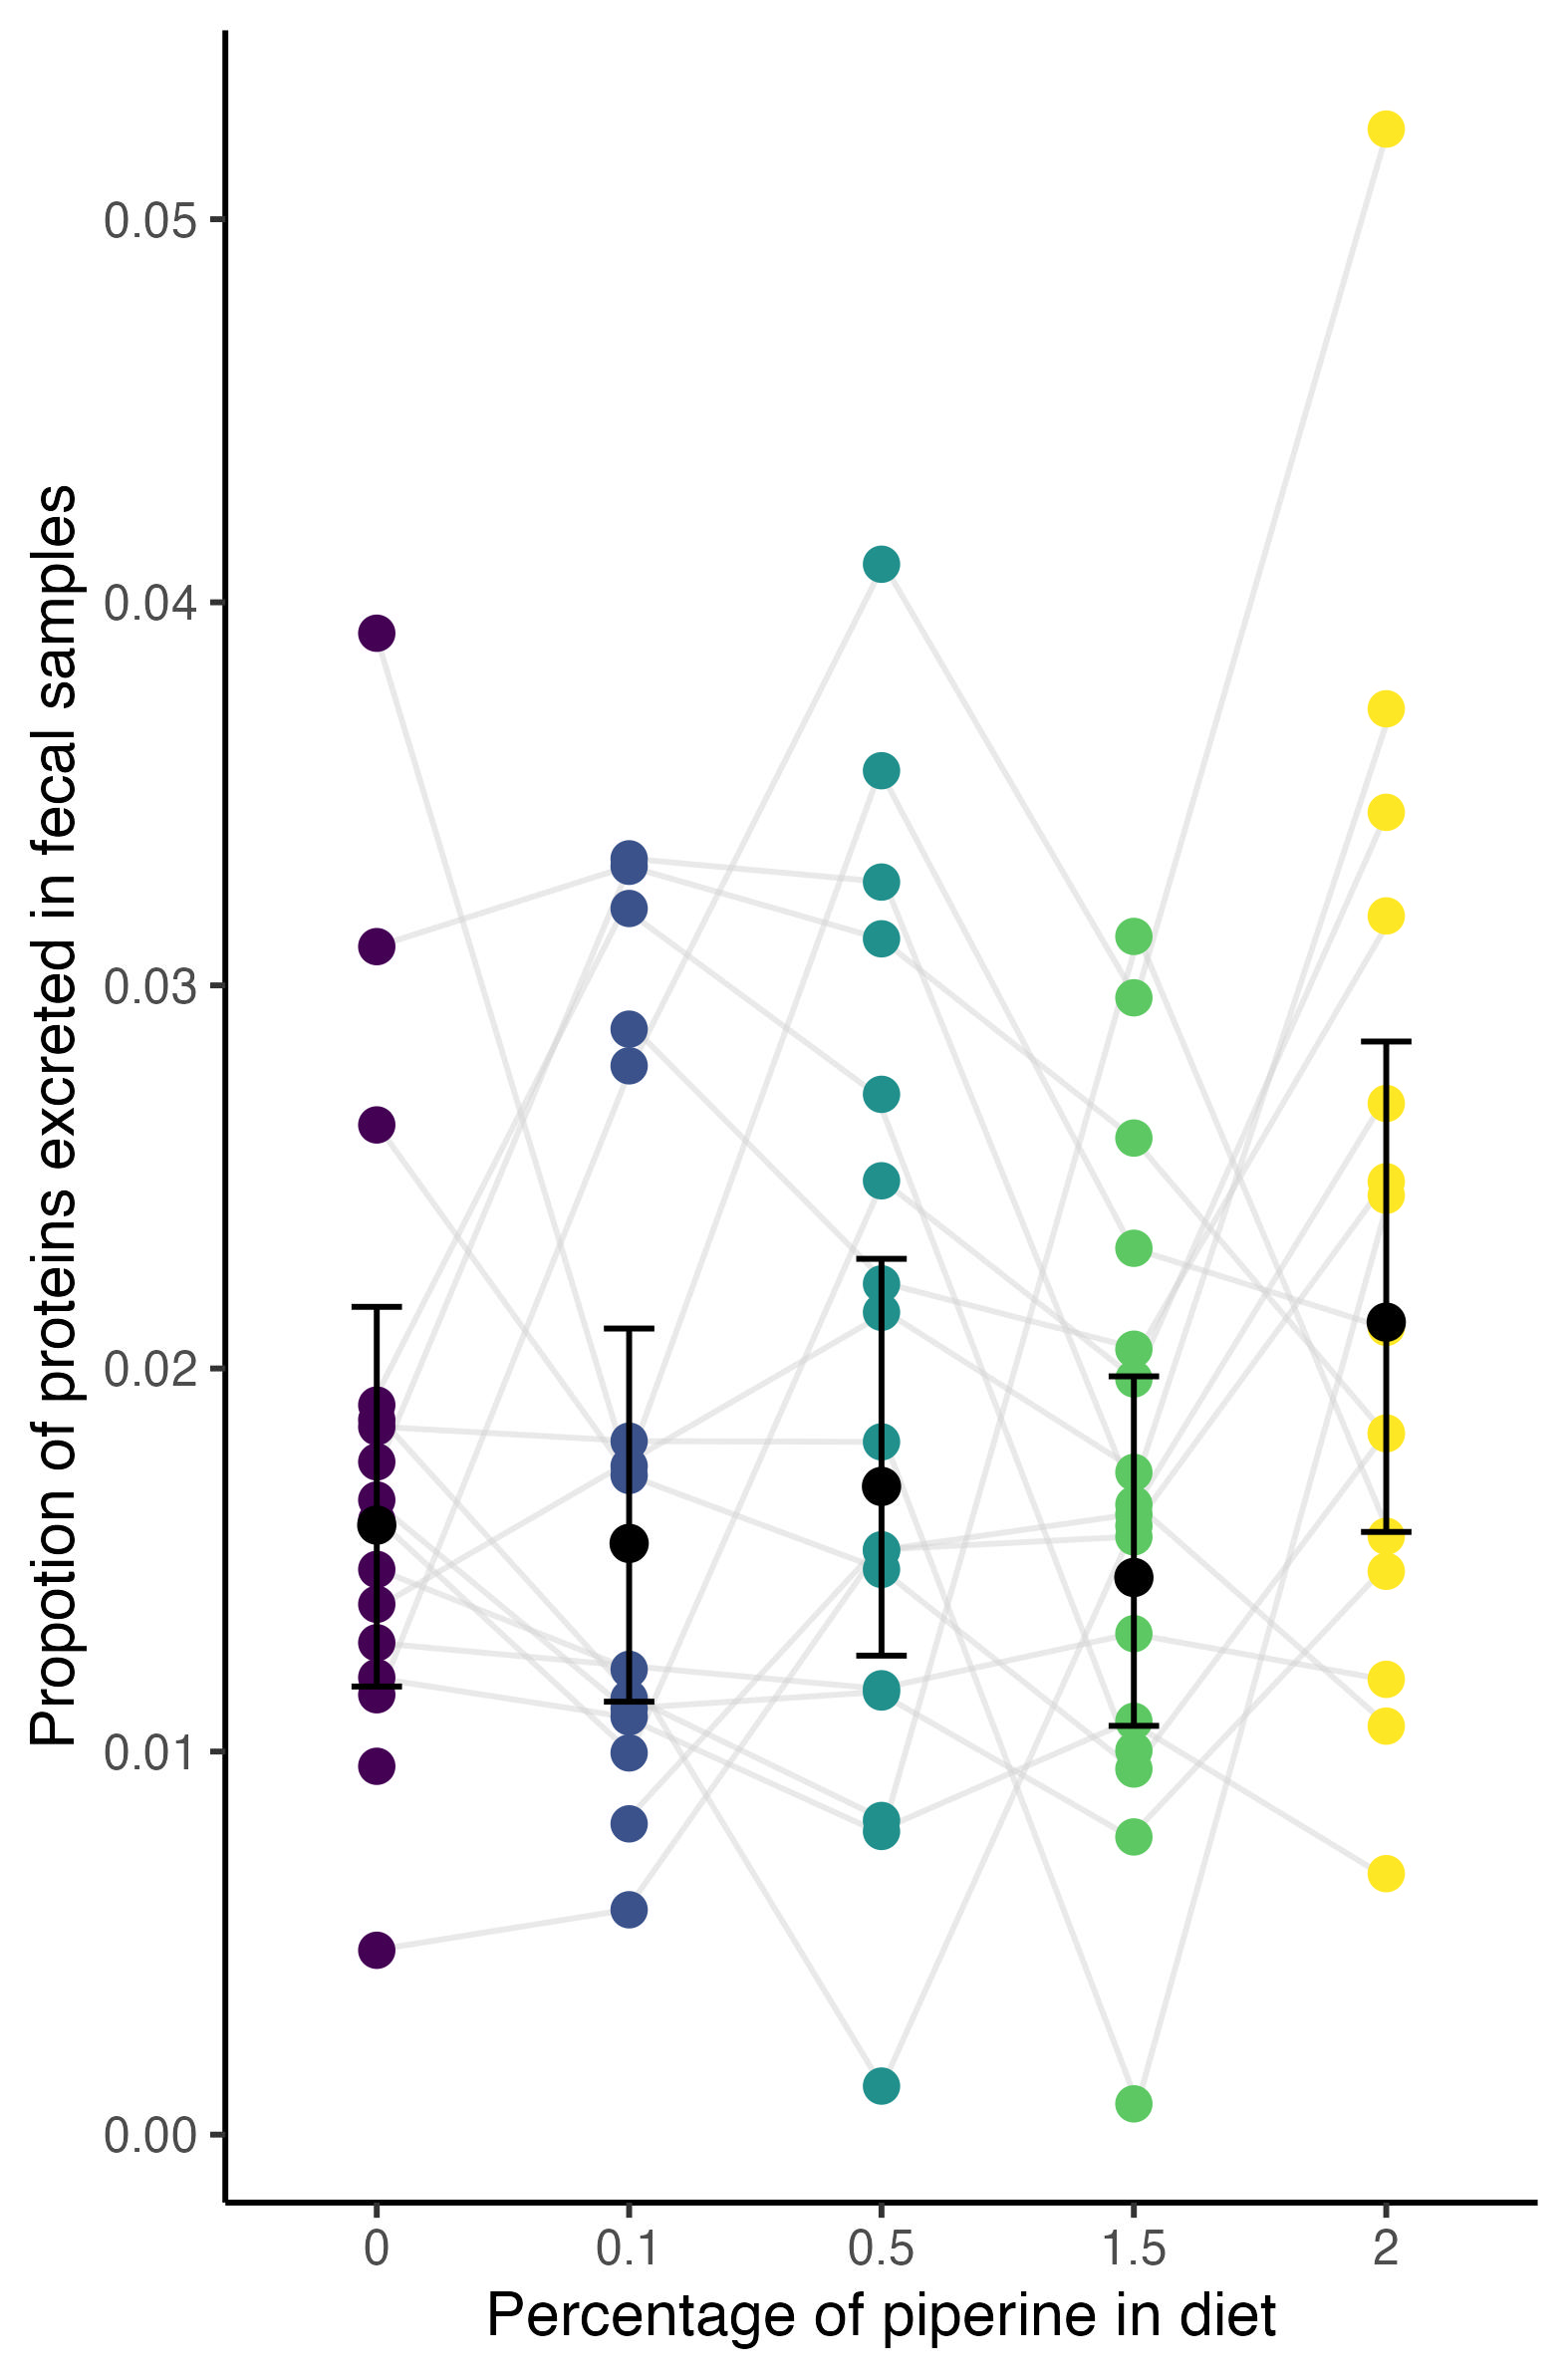 Propotion of proteins excreted in fecal samples
0.05
0.04
0.03
0.02
0.01
0.00
0 0.1 0.5 1.5 2
Percentage of piperine in diet